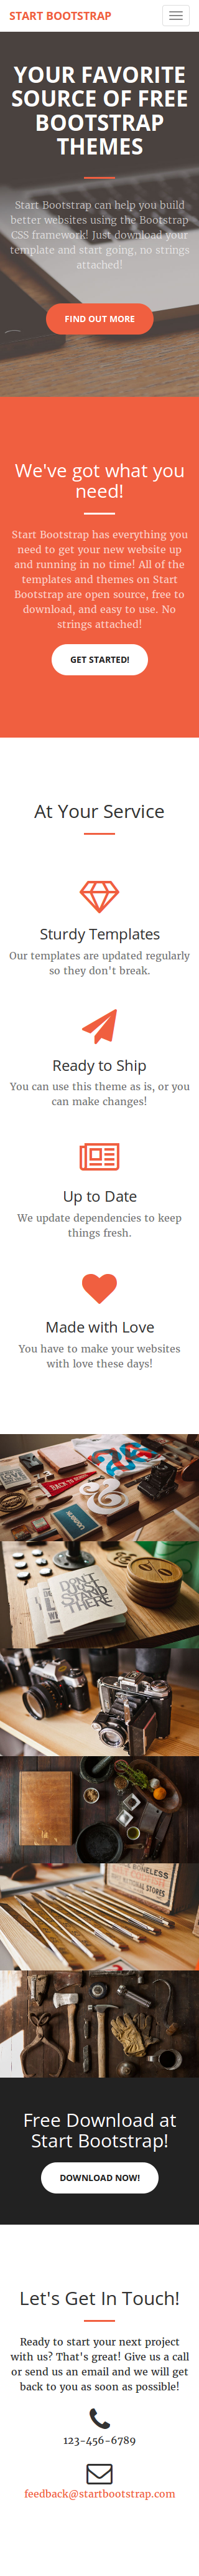 START BOOTSTRAP
YOUR FAVORITE
SOURCE OF FREE
BOOTSTRAP
THEMES
Start Bootstrap can help you build
better websites using the Bootstrap
CSS framework! Just download your
template and start going, no strings
attached!
FIND OUT MORE
We've got what you
need!
Start Bootstrap has everything you
need to get your new website up
and running in no time! All of the
templates and themes on Start
Bootstrap are open source, free to
download, and easy to use. No
strings attached!
GET STARTED!
At Your Service
Sturdy Templates
Our templates are updated regularly
so they don't break.
Ready to Ship
You can use this theme as is, or you
can make changes!
Up to Date
We update dependencies to keep
things fresh.
Made with Love
You have to make your websites
with love these days!
Free Download at
Start Bootstrap!
DOWNLOAD NOW!
Let's Get In Touch!
Ready to start your next project
with us? That's great! Give us a call
or send us an email and we will get
back to you as soon as possible!
123-456-6789
feedback@startbootstrap.com